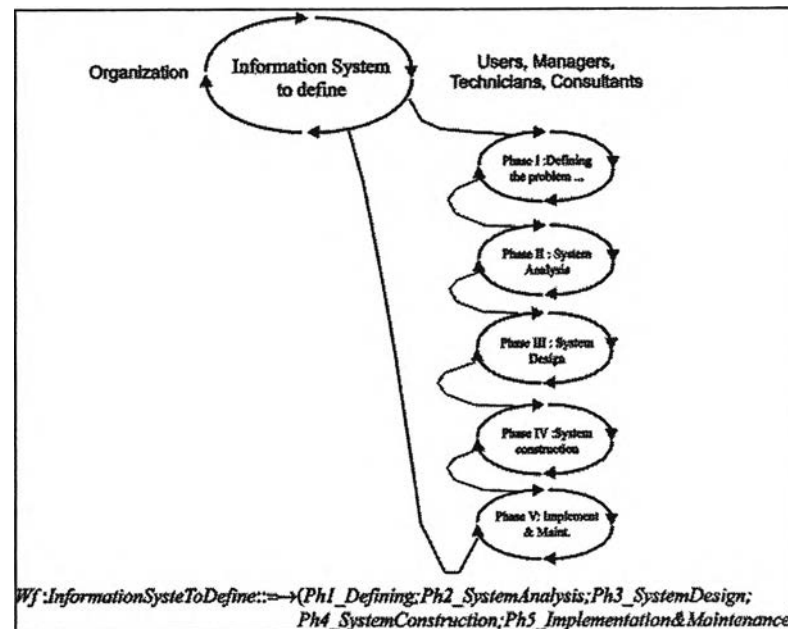 Organization
Information System
to define
Users, Managers,
Technicians, Consultants
Phase I :Defining
the problem ...
Phase II : System
Analysis
Phase III : System
Design
Phase IV :System
construction
Phase V: Implement
& Maint.
Wf :InformationSysteToDefine::=→(Ph1_Defining;Ph2_SystemAnalysis;Ph3_SystemDesign;
Ph4_SystemConstruction;Ph5_Implementation&Maintenance